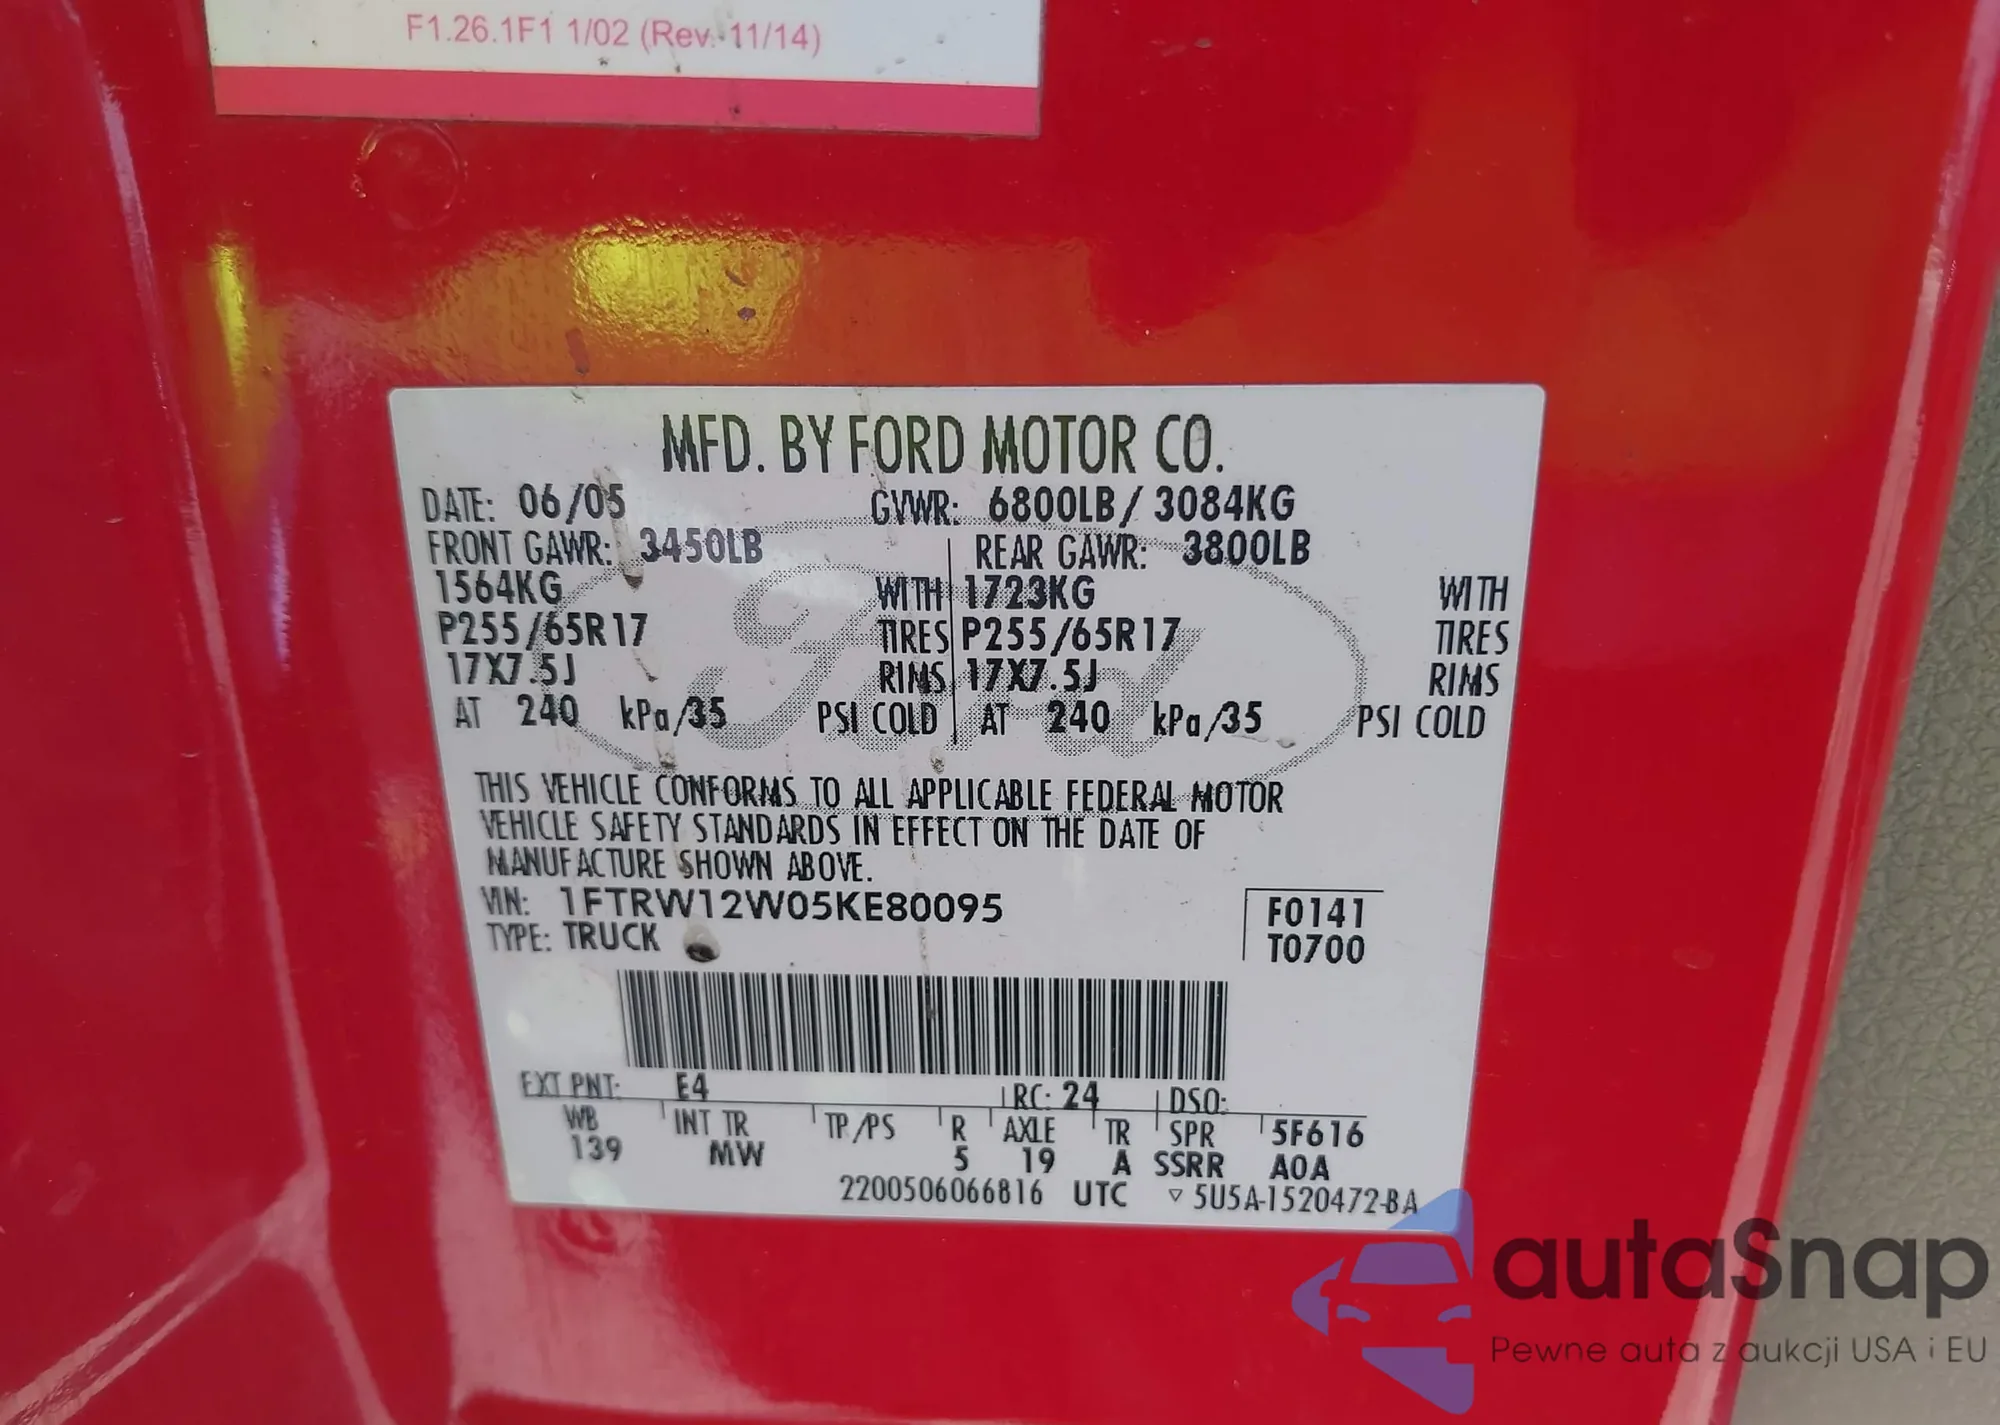 F1.26.1F1 1/02 (Rev. 11/14)
MFD. BY FORD MOTOR CO.
DATE: 06/05 GVWR: 6800LB / 3084KG
FRONT GAWR: 3450LB REAR GAWR: 3800LB
1564KG WITH 1723KG WITH
P255/65R17 TIRES P255/65R17 TIRES
17X7.5J RIMS 17X7.5J RIMS
AT 240 kPa/35 PSI COLD AT 240 kPa/35 PSI COLD
Ford
THIS VEHICLE CONFORMS TO ALL APPLICABLE FEDERAL MOTOR
VEHICLE SAFETY STANDARDS IN EFFECT ON THE DATE OF
MANUFACTURE SHOWN ABOVE.
VIN: 1FTRW12W05KE80095 F0141
TYPE: TRUCK T0700
EXT PNT: E4 RC: 24 DSO:
WB INT TR TP/PS R AXLE TR SPR 5F616
139 MW 5 19 A SSRR A0A
2200506066816 UTC ▽ 5U5A-1520472-BA
autaSnap
Pewne auta z aukcji USA i EU